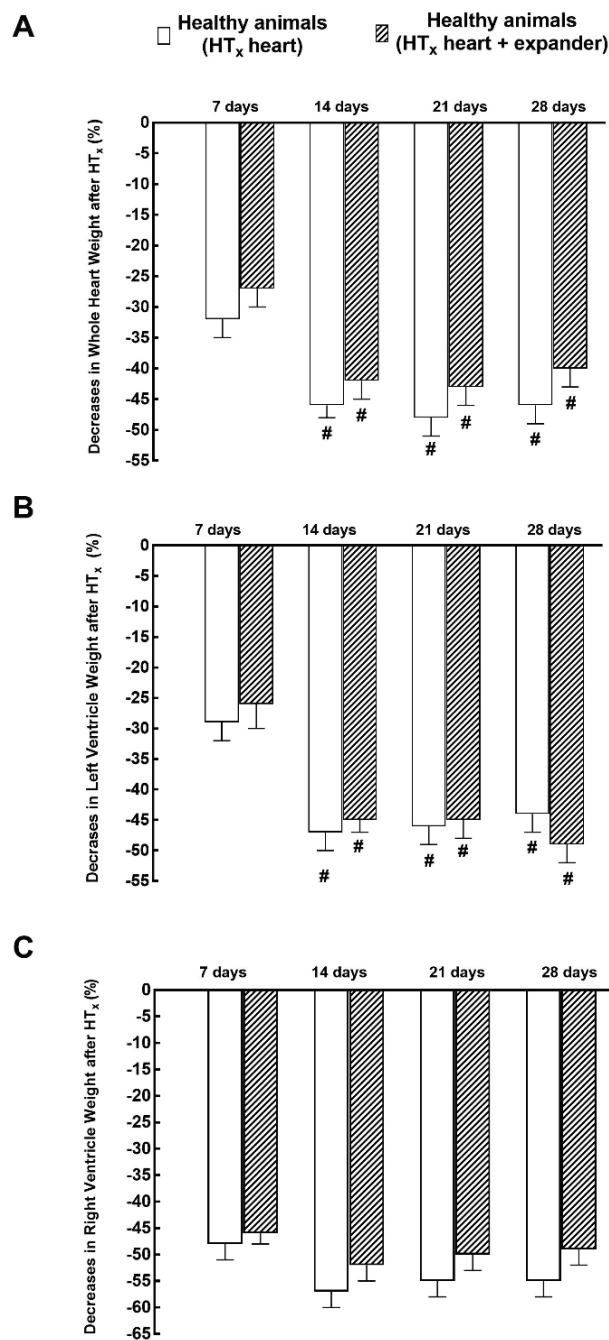 A
Healthy animals
(HTx heart)
Healthy animals
(HTx heart + expander)
7 days 14 days 21 days 28 days
Decreases in Whole Heart Weight after HTx (%)
0
-5
-10
-15
-20
-25
-30
-35
-40
-45
-50
-55
# # # # # #
B
7 days 14 days 21 days 28 days
Decrases in Left Ventricle Weight after HTx (%)
0
-5
-10
-15
-20
-25
-30
-35
-40
-45
-50
-55
# # # # # #
C
7 days 14 days 21 days 28 days
Decreases in Right Ventricle Weight after HTx (%)
0
-5
-10
-15
-20
-25
-30
-35
-40
-45
-50
-55
-60
-65